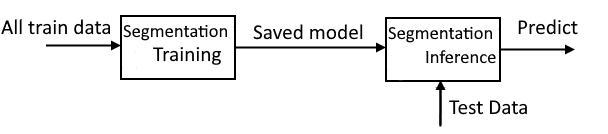 All train data
Segmentation
Training
Saved model
Segmentation
Inference
Predict
Test Data